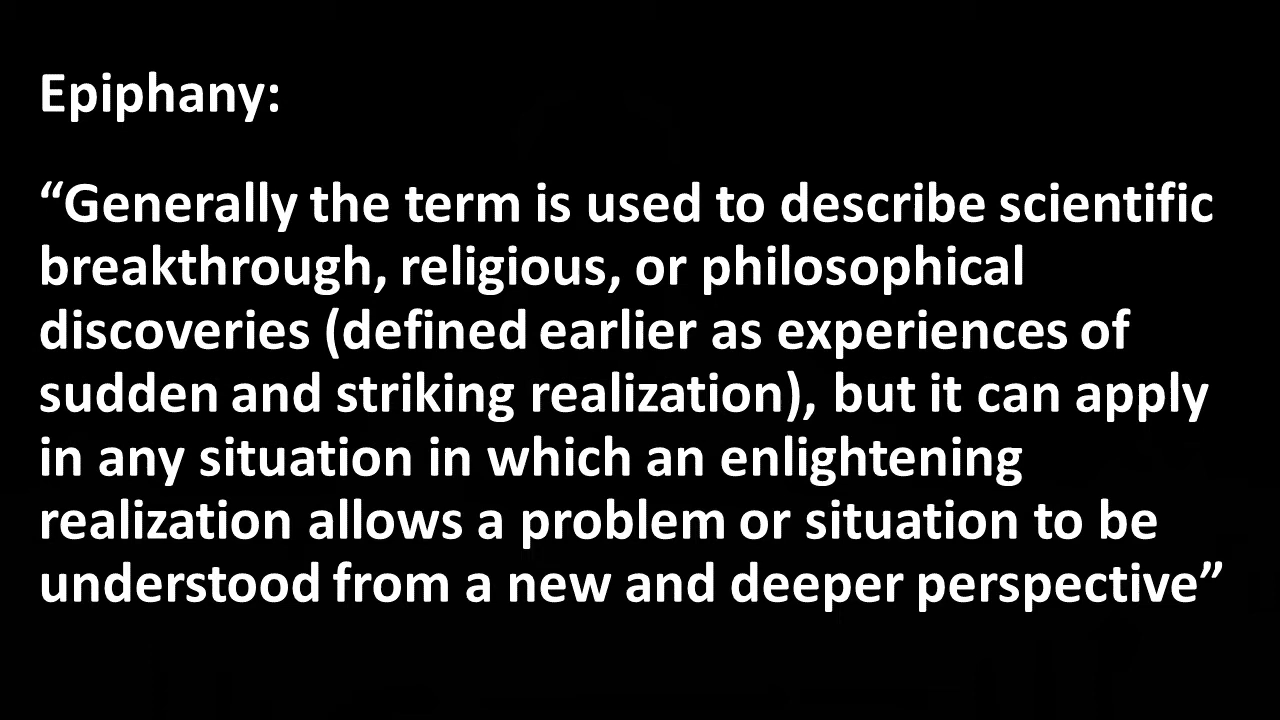 Epiphany:
“Generally the term is used to describe scientific
breakthrough, religious, or philosophical
discoveries (defined earlier as experiences of
sudden and striking realization), but it can apply
in any situation in which an enlightening
realization allows a problem or situation to be
understood from a new and deeper perspective”